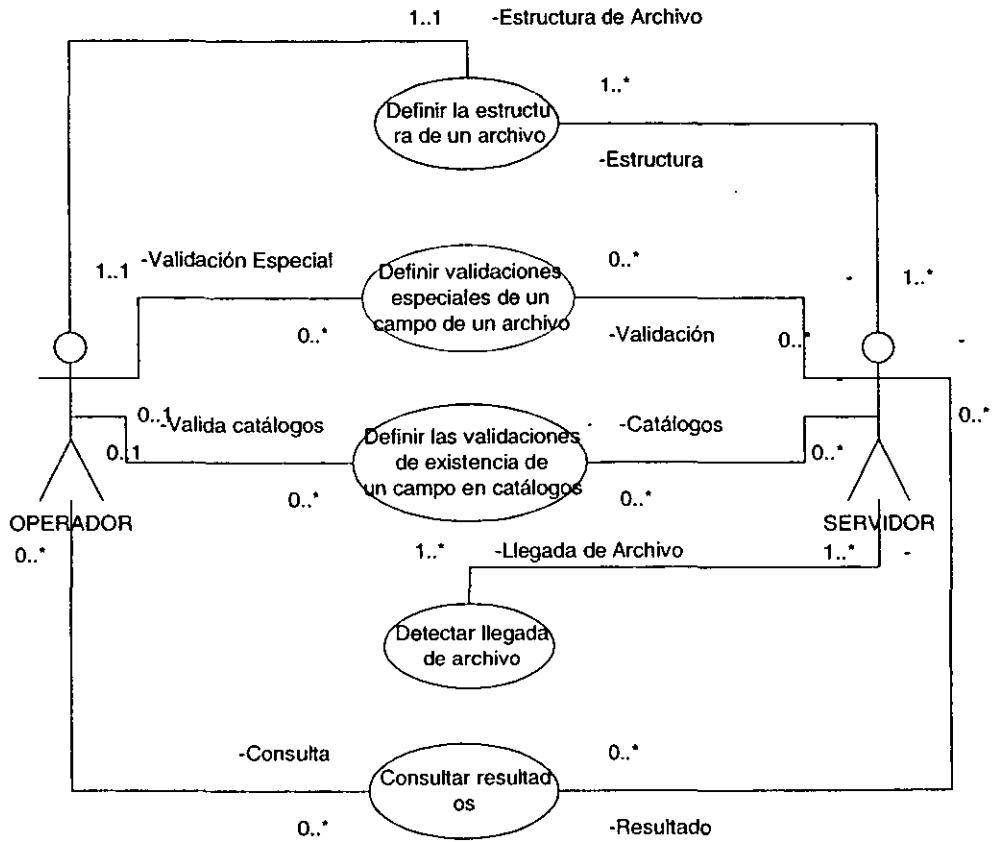 1..1 -Estructura de Archivo
1..*
Definir la estructu
ra de un archivo
-Estructura
1..1 -Validación Especial
0..*
1..*
Definir validaciones
especiales de un
campo de un archivo
0..*
-Validación
0..*
0..1
-Valida catálogos
0..1
Definir las validaciones
de existencia de
un campo en catálogos
-Catálogos
0..*
0..*
0..*
0..*
OPERADOR
SERVIDOR
0..*
1..* -Llegada de Archivo
1..*
Detectar llegada
de archivo
-Consulta
0..*
Consultar resultad
os
0..*
-Resultado